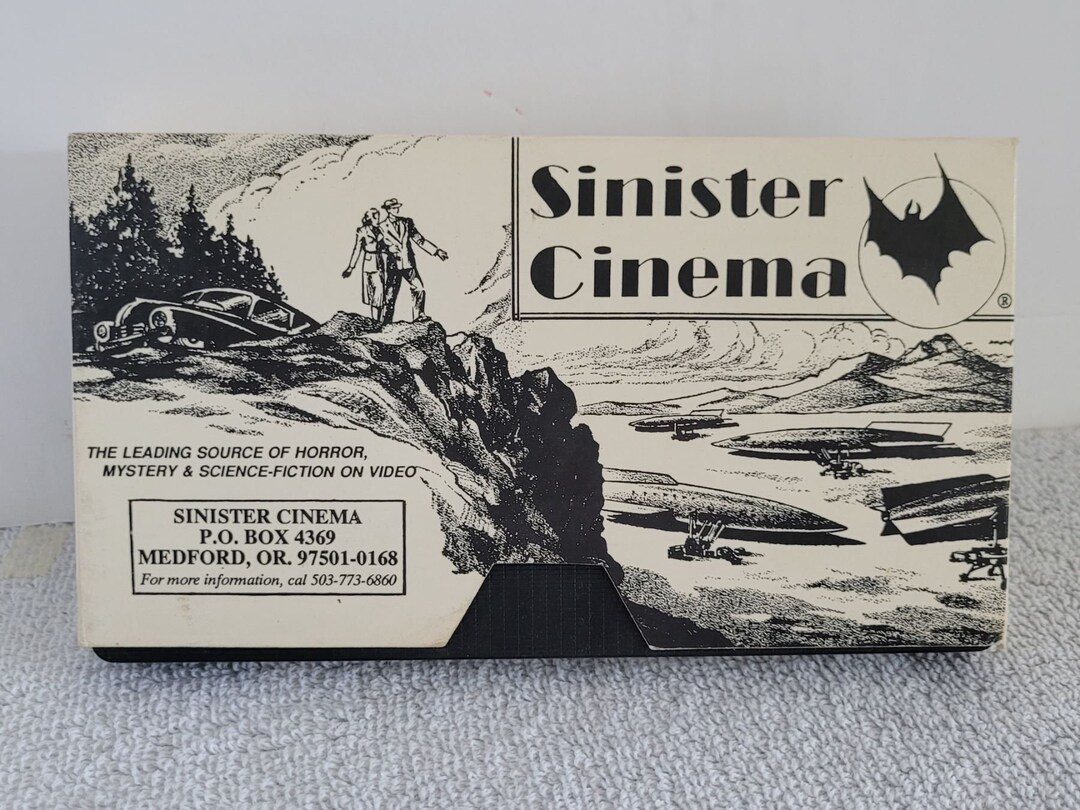 Sinister
Cinema
®
THE LEADING SOURCE OF HORROR,
MYSTERY & SCIENCE-FICTION ON VIDEO
SINISTER CINEMA
P.O. BOX 4369
MEDFORD, OR. 97501-0168
For more information, cal 503-773-6860